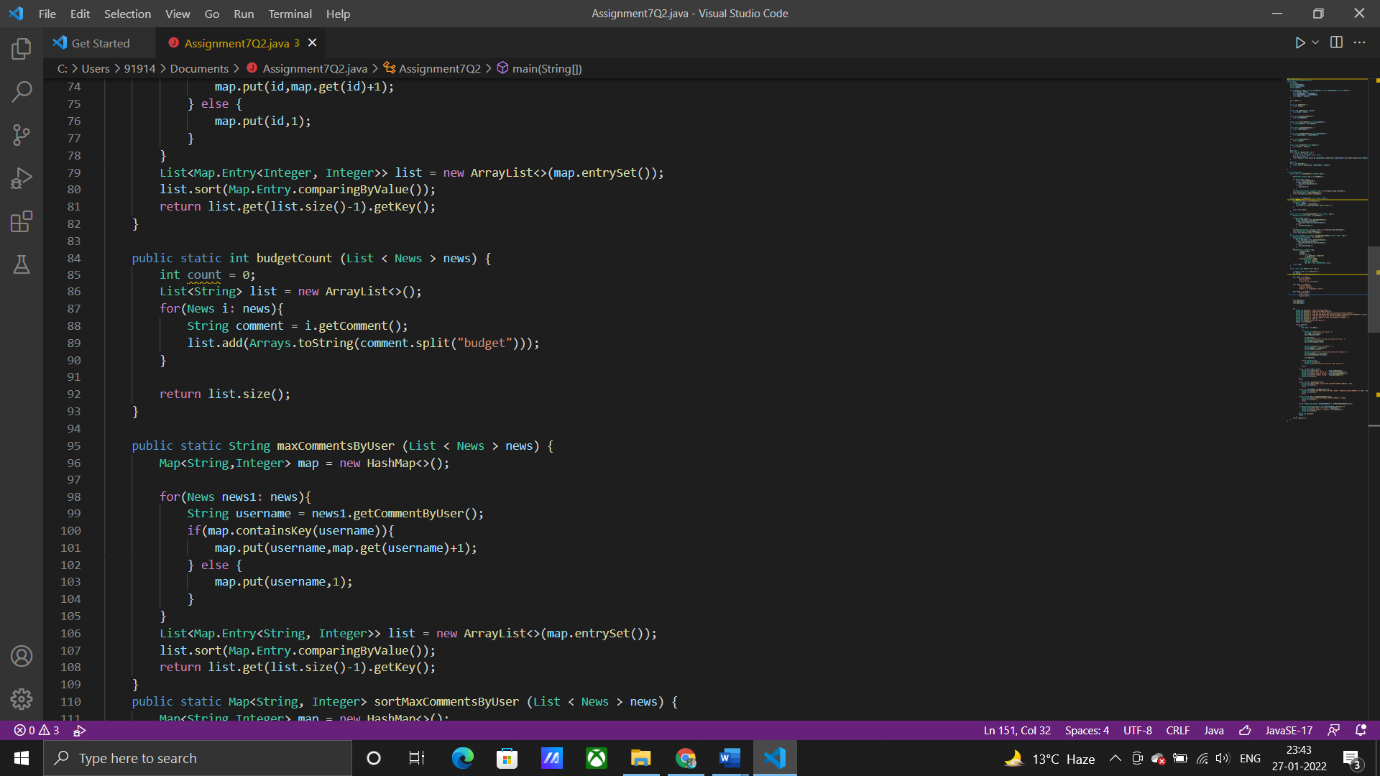 File Edit Selection View Go Run Terminal Help
Assignment7Q2.java - Visual Studio Code
Get Started
Assignment7Q2.java 3
C: > Users > 91914 > Documents > Assignment7Q2.java > Assignment7Q2 > main(String[])
74 map.put(id,map.get(id)+1);
75 } else {
76 map.put(id,1);
77 }
78 }
79 List<Map.Entry<Integer, Integer>> list = new ArrayList<>(map.entrySet());
80 list.sort(Map.Entry.comparingByValue());
81 return list.get(list.size()-1).getKey();
82 }
83
84 public static int budgetCount (List < News > news) {
85 int count = 0;
86 List<String> list = new ArrayList<>();
87 for(News i: news){
88 String comment = i.getComment();
89 list.add(Arrays.toString(comment.split("budget")));
90 }
91
92 return list.size();
93 }
94
95 public static String maxCommentsByUser (List < News > news) {
96 Map<String,Integer> map = new HashMap<>();
97
98 for(News news1: news){
99 String username = news1.getCommentByUser();
100 if(map.containsKey(username)){
101 map.put(username,map.get(username)+1);
102 } else {
103 map.put(username,1);
104 }
105 }
106 List<Map.Entry<String, Integer>> list = new ArrayList<>(map.entrySet());
107 list.sort(Map.Entry.comparingByValue());
108 return list.get(list.size()-1).getKey();
109 }
110 public static Map<String, Integer> sortMaxCommentsByUser (List < News > news) {
111 Map<String,Integer> map = new HashMap<>();
0 3
Ln 151, Col 32 Spaces: 4 UTF-8 CRLF Java JavaSE-17
Type here to search
13°C Haze
ENG
23:43
27-01-2022
3